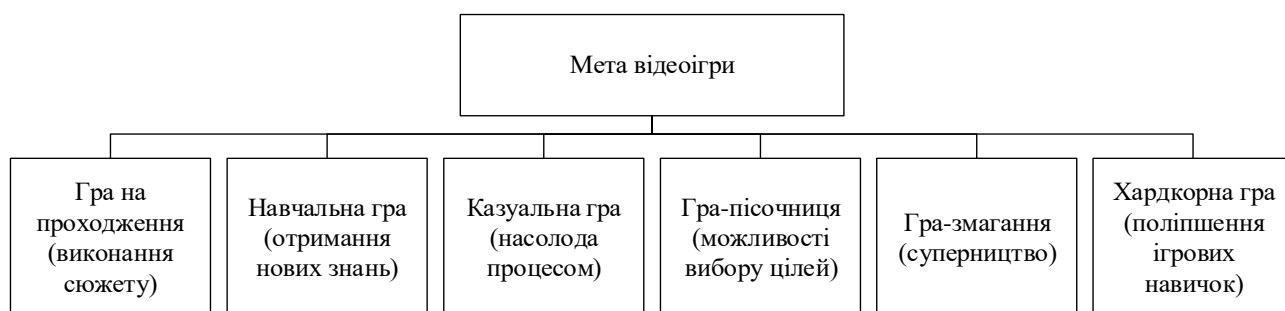 Мета відеоігри
Гра на
проходження
(виконання
сюжету)
Навчальна гра
(отримання
нових знань)
Казуальна гра
(насолода
процесом)
Гра-пісочниця
(можливості
вибору цілей)
Гра-змагання
(суперництво)
Хардкорна гра
(поліпшення
ігрових
навичок)